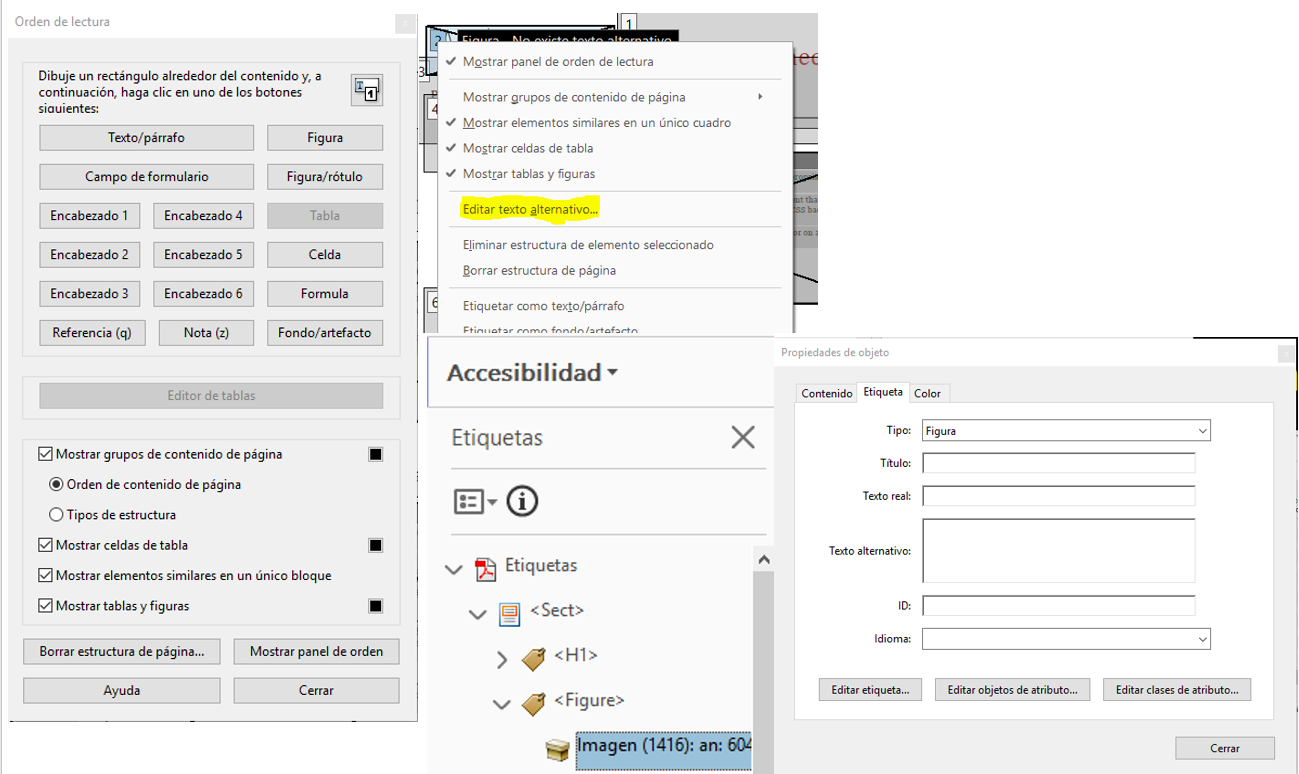 Orden de lectura
Dibuje un rectángulo alrededor del contenido y, a
continuación, haga clic en uno de los botones
siguientes:
Texto/párrafo
Figura
Campo de formulario
Figura/rótulo
Encabezado 1
Encabezado 4
Tabla
Encabezado 2
Encabezado 5
Celda
Encabezado 3
Encabezado 6
Formula
Referencia (q)
Nota (z)
Fondo/artefacto
Editor de tablas
Mostrar grupos de contenido de página
Orden de contenido de página
Tipos de estructura
Mostrar celdas de tabla
Mostrar elementos similares en un único bloque
Mostrar tablas y figuras
Borrar estructura de página...
Mostrar panel de orden
Ayuda
Cerrar
1
2
Figura - No existe texto alternativo
3
4
6
Mostrar panel de orden de lectura
Mostrar grupos de contenido de página
Mostrar elementos similares en un único cuadro
Mostrar celdas de tabla
Mostrar tablas y figuras
Editar texto alternativo...
Eliminar estructura de elemento seleccionado
Borrar estructura de página
Etiquetar como texto/párrafo
Etiquetar como fondo/artefacto
Accesibilidad
Etiquetas
Etiquetas
<Sect>
<H1>
<Figure>
Imagen (1416): an: 604
Propiedades de objeto
Contenido
Etiqueta
Color
Tipo:
Figura
Título:
Texto real:
Texto alternativo:
ID:
Idioma:
Editar etiqueta...
Editar objetos de atributo...
Editar clases de atributo...
Cerrar